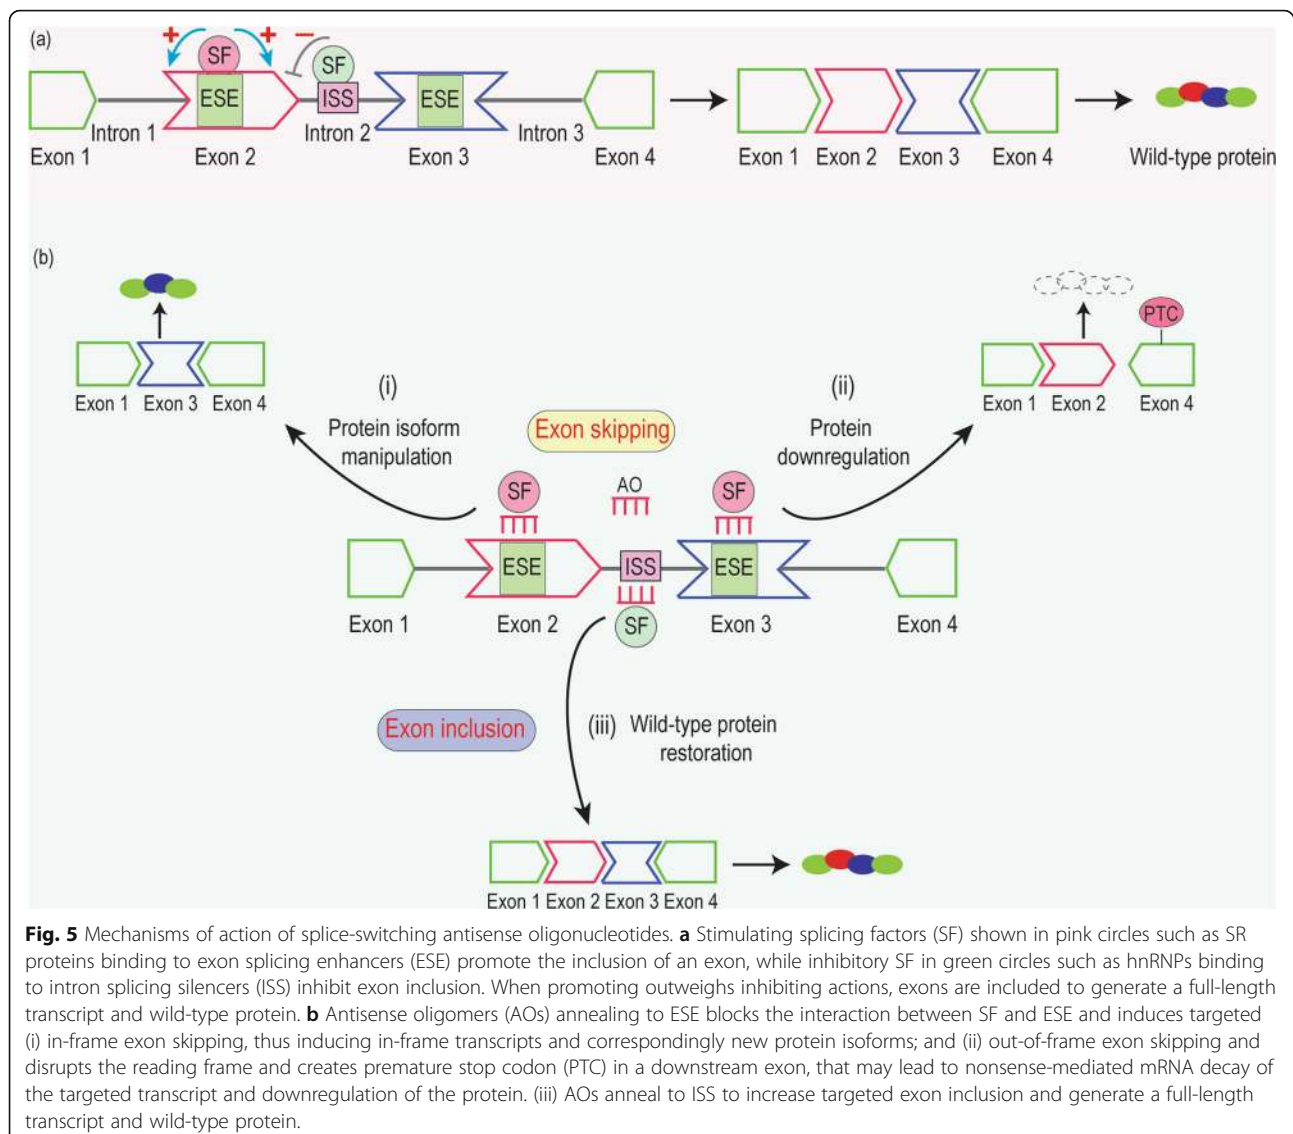 (a)
+ + −
SF SF
ESE ISS ESE
Intron 1 Intron 2 Intron 3
Exon 1 Exon 2 Exon 3 Exon 4
Exon 1 Exon 2 Exon 3 Exon 4
Wild-type protein
(b)
Exon 1 Exon 3 Exon 4
(i)
Protein isoform
manipulation
Exon skipping
(ii)
Protein
downregulation
PTC
Exon 1 Exon 2 Exon 4
SF AO SF
ESE ISS ESE
SF
Exon 1 Exon 2 Exon 3 Exon 4
Exon inclusion
(iii) Wild-type protein
restoration
Exon 1 Exon 2 Exon 3 Exon 4
Fig. 5 Mechanisms of action of splice-switching antisense oligonucleotides. a Stimulating splicing factors (SF) shown in pink circles such as SR
proteins binding to exon splicing enhancers (ESE) promote the inclusion of an exon, while inhibitory SF in green circles such as hnRNPs binding
to intron splicing silencers (ISS) inhibit exon inclusion. When promoting outweighs inhibiting actions, exons are included to generate a full-length
transcript and wild-type protein. b Antisense oligomers (AOs) annealing to ESE blocks the interaction between SF and ESE and induces targeted
(i) in-frame exon skipping, thus inducing in-frame transcripts and correspondingly new protein isoforms; and (ii) out-of-frame exon skipping and
disrupts the reading frame and creates premature stop codon (PTC) in a downstream exon, that may lead to nonsense-mediated mRNA decay of
the targeted transcript and downregulation of the protein. (iii) AOs anneal to ISS to increase targeted exon inclusion and generate a full-length
transcript and wild-type protein.